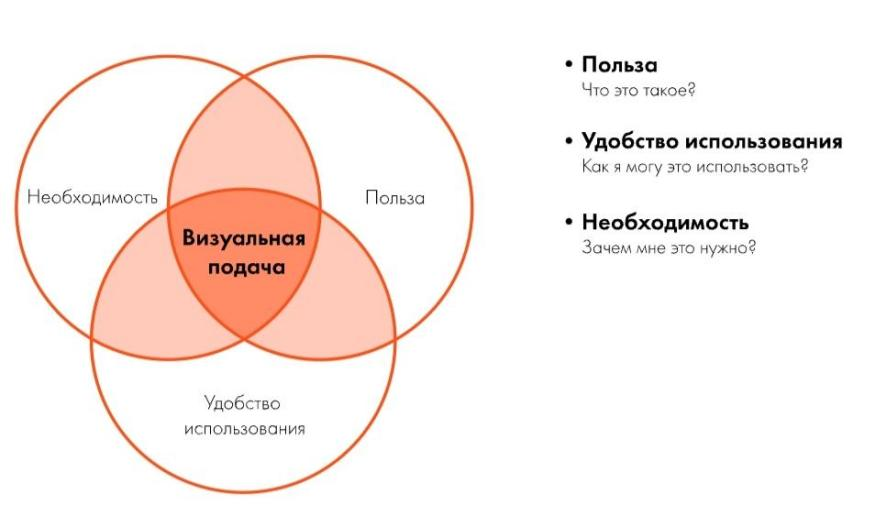 Необходимость
Польза
Визуальная
подача
Удобство
использования
• Польза
Что это такое?
• Удобство использования
Как я могу это использовать?
• Необходимость
Зачем мне это нужно?